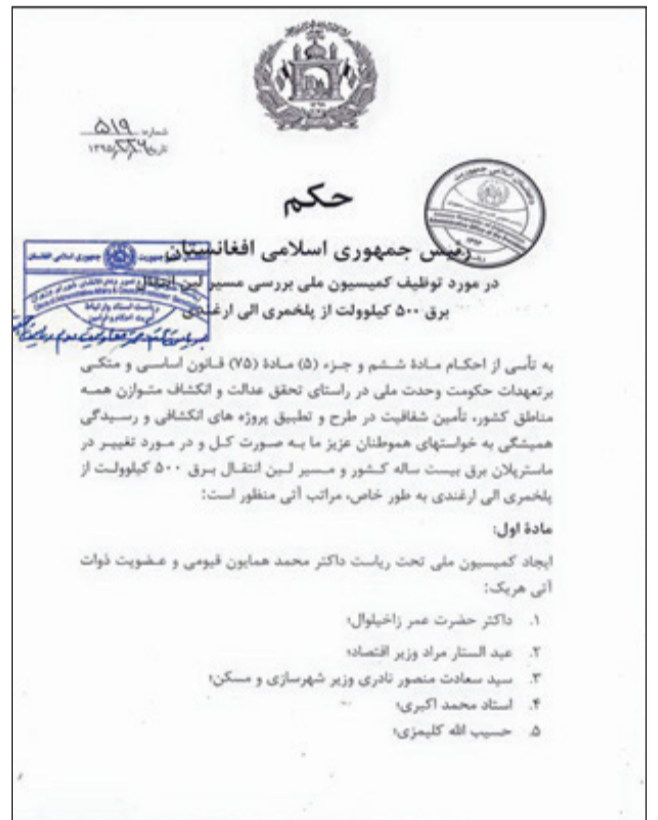 شماره ۵۱۹
تاریخ ۱۳۹۵
حکم
رئیس جمهوری اسلامی افغانستان
در مورد توظیف کمیسیون ملی بررسی مسیر لین انتقال
برق ۵۰۰ کیلوولت از پلخمری الی ارغندی
به تأسی از احکام مادۀ ششم و جزء (۵) مادۀ (۷۵) قانون اساسی و متکی
برتعهدات حکومت وحدت ملی در راستای تحقق عدالت و انکشاف متوازن همه
مناطق کشور، تأمین شفافیت در طرح و تطبیق پروژه های انکشافی و رسیدگی
همیشگی به خواستهای هموطنان عزیز ما به صورت کل و در مورد تغییر در
ماسترپلان برق بیست ساله کشور و مسیر لین انتقال برق ۵۰۰ کیلوولت از
پلخمری الی ارغندی به طور خاص، مراتب آتی منظور است:
مادۀ اول:
ایجاد کمیسیون ملی تحت ریاست داکتر محمد همایون قیومی و عضویت ذوات
آتی هریک:
۱. داکتر حضرت عمر زاخیلوال؛
۲. عبد الستار مراد وزیر اقتصاد؛
۳. سید سعادت منصور نادری وزیر شهرسازی و مسکن؛
۴. استاد محمد اکبری؛
۵. حسیب الله کلیمزی؛